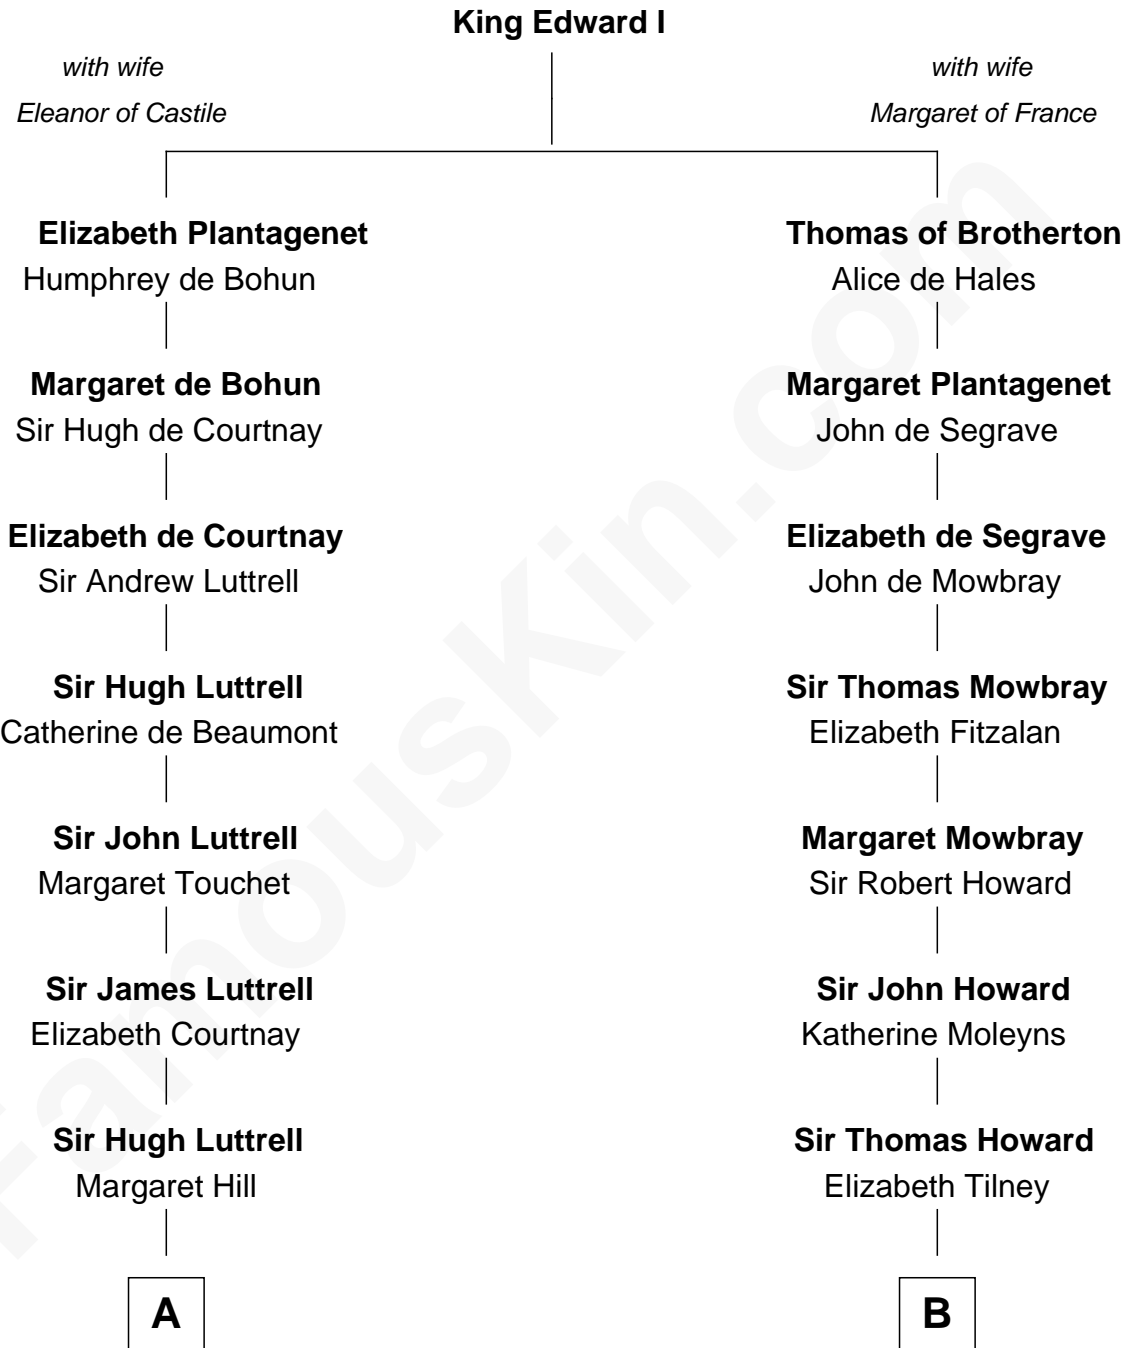 King Edward I
with wife
Eleanor of Castile
with wife
Margaret of France
Elizabeth Plantagenet
Humphrey de Bohun
Thomas of Brotherton
Alice de Hales
Margaret de Bohun
Sir Hugh de Courtnay
Margaret Plantagenet
John de Segrave
Elizabeth de Courtnay
Sir Andrew Luttrell
Elizabeth de Segrave
John de Mowbray
Sir Hugh Luttrell
Catherine de Beaumont
Sir Thomas Mowbray
Elizabeth Fitzalan
Sir John Luttrell
Margaret Touchet
Margaret Mowbray
Sir Robert Howard
Sir James Luttrell
Elizabeth Courtnay
Sir John Howard
Katherine Moleyns
Sir Hugh Luttrell
Margaret Hill
Sir Thomas Howard
Elizabeth Tilney
A
B
FamousKin.com